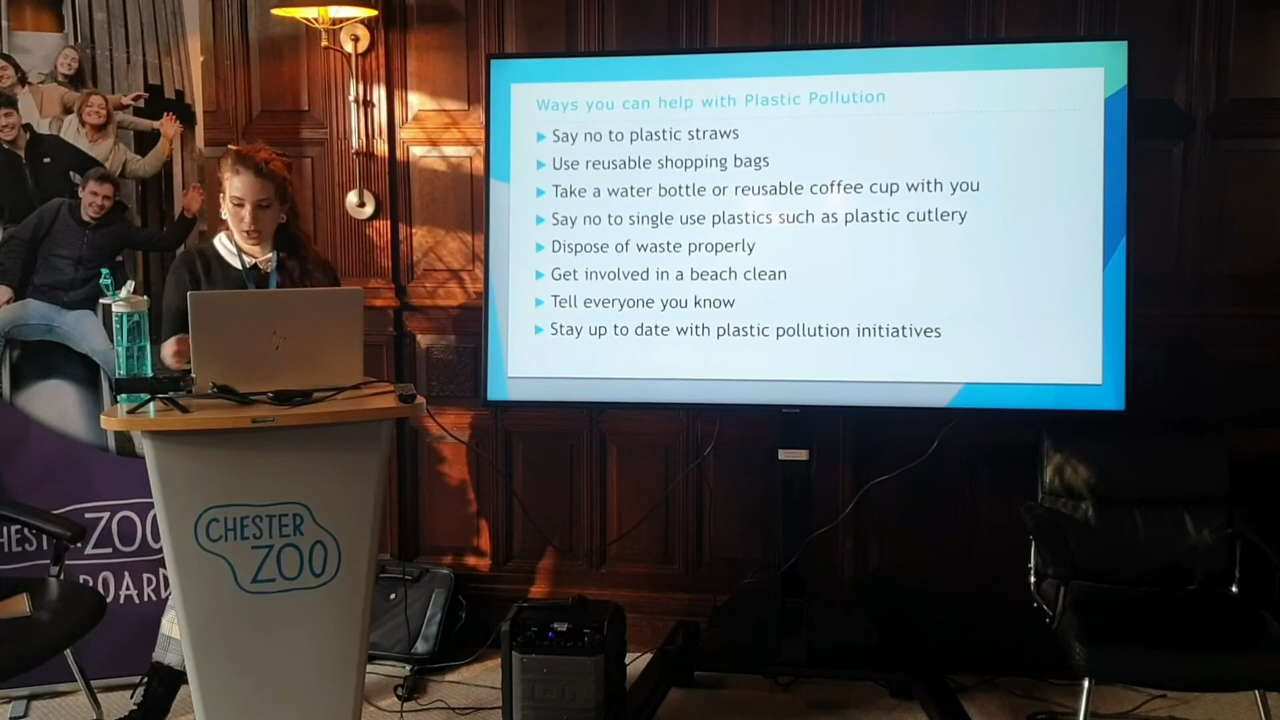 Ways you can help with Plastic Pollution
Say no to plastic straws
Use reusable shopping bags
Take a water bottle or reusable coffee cup with you
Say no to single use plastics such as plastic cutlery
Dispose of waste properly
Get involved in a beach clean
Tell everyone you know
Stay up to date with plastic pollution initiatives
CHESTER
ZOO
ZOO
BOARD